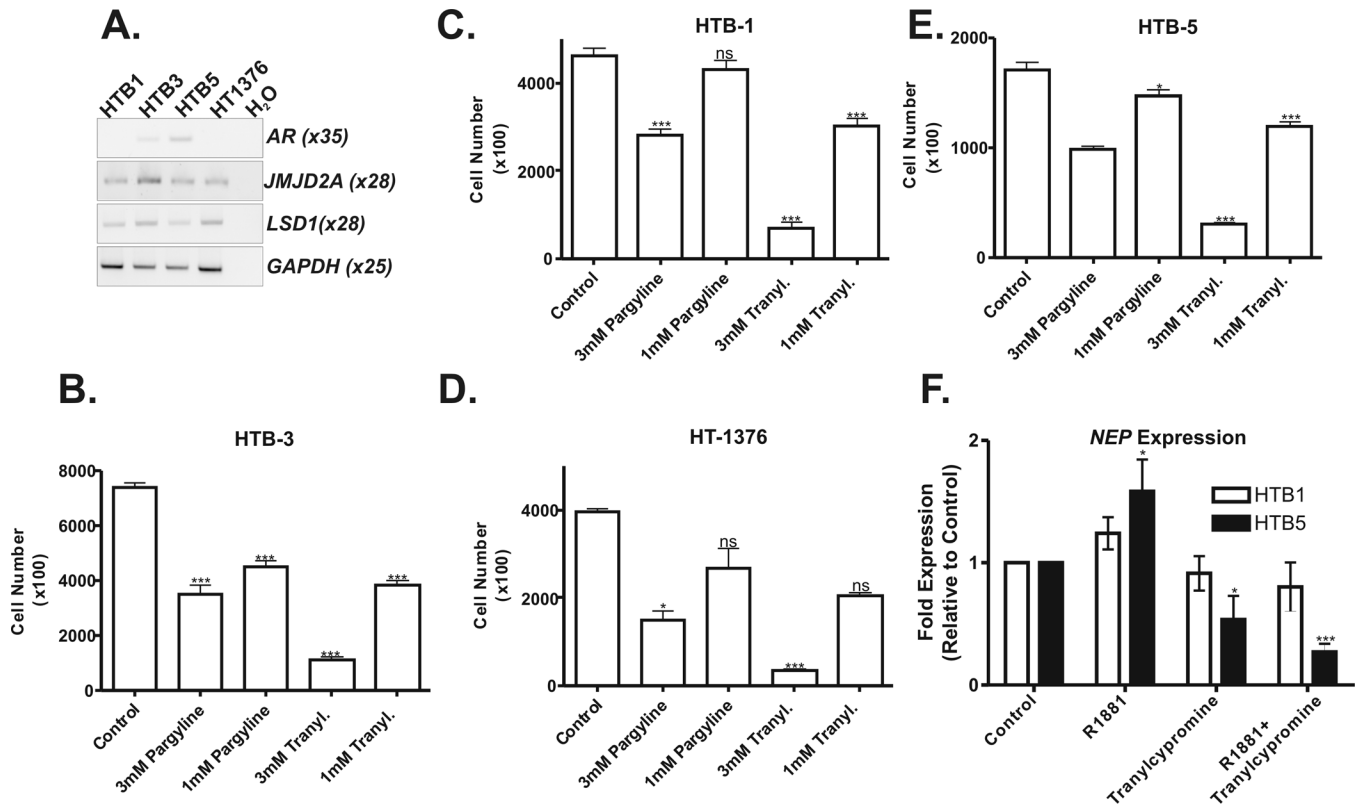 A.
HTB1
HTB3
HTB5
HT1376
H₂O
AR (x35)
JMJD2A (x28)
LSD1(x28)
GAPDH (x25)
C.
HTB-1
Cell Number
(x100)
4000
2000
0
ns
***
***
***
Control
3mM Pargyline
1mM Pargyline
3mM Tranyl.
1mM Tranyl.
E.
HTB-5
Cell Number
(x100)
2000
1000
0
*
***
***
Control
3mM Pargyline
1mM Pargyline
3mM Tranyl.
1mM Tranyl.
B.
HTB-3
Cell Number
(x100)
8000
6000
4000
2000
0
***
***
***
***
Control
3mM Pargyline
1mM Pargyline
3mM Tranyl.
1mM Tranyl.
D.
HT-1376
Cell Number
(x100)
4000
2000
0
*
ns
***
ns
Control
3mM Pargyline
1mM Pargyline
3mM Tranyl.
1mM Tranyl.
F.
NEP Expression
Fold Expression
(Relative to Control)
2
1
0
*
*
***
HTB1
HTB5
Control
R1881
Tranylcypromine
R1881+
Tranylcypromine